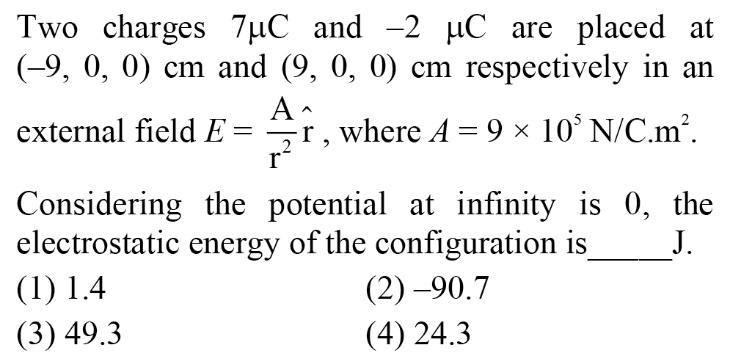 Two charges 7μC and –2 μC are placed at
(–9, 0, 0) cm and (9, 0, 0) cm respectively in an
external field E = A/r² r̂ , where A = 9 × 10⁵ N/C.m².
Considering the potential at infinity is 0, the
electrostatic energy of the configuration is_____J.
(1) 1.4 (2) –90.7
(3) 49.3 (4) 24.3